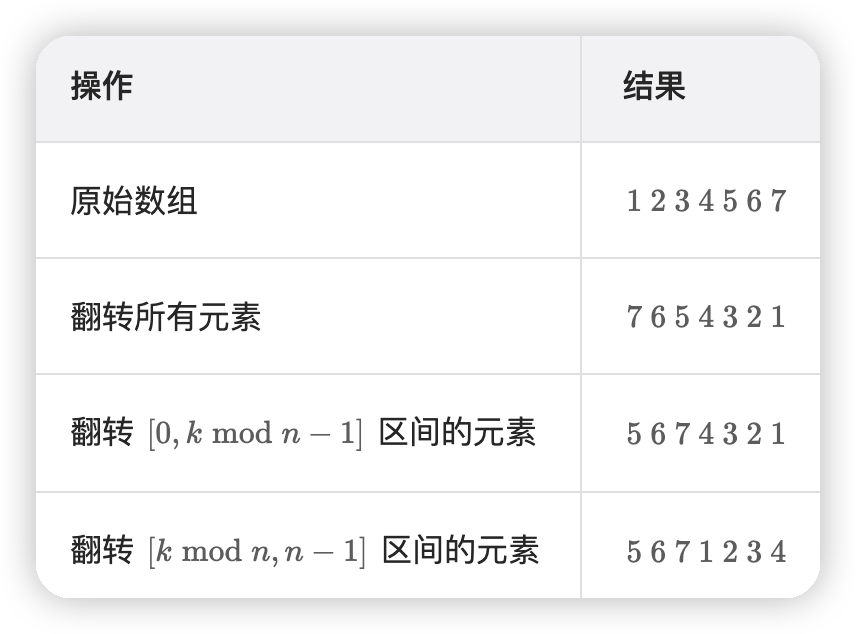 操作 结果
原始数组 1 2 3 4 5 6 7
翻转所有元素 7 6 5 4 3 2 1
翻转 [0, k mod n − 1] 区间的元素 5 6 7 4 3 2 1
翻转 [k mod n, n − 1] 区间的元素 5 6 7 1 2 3 4